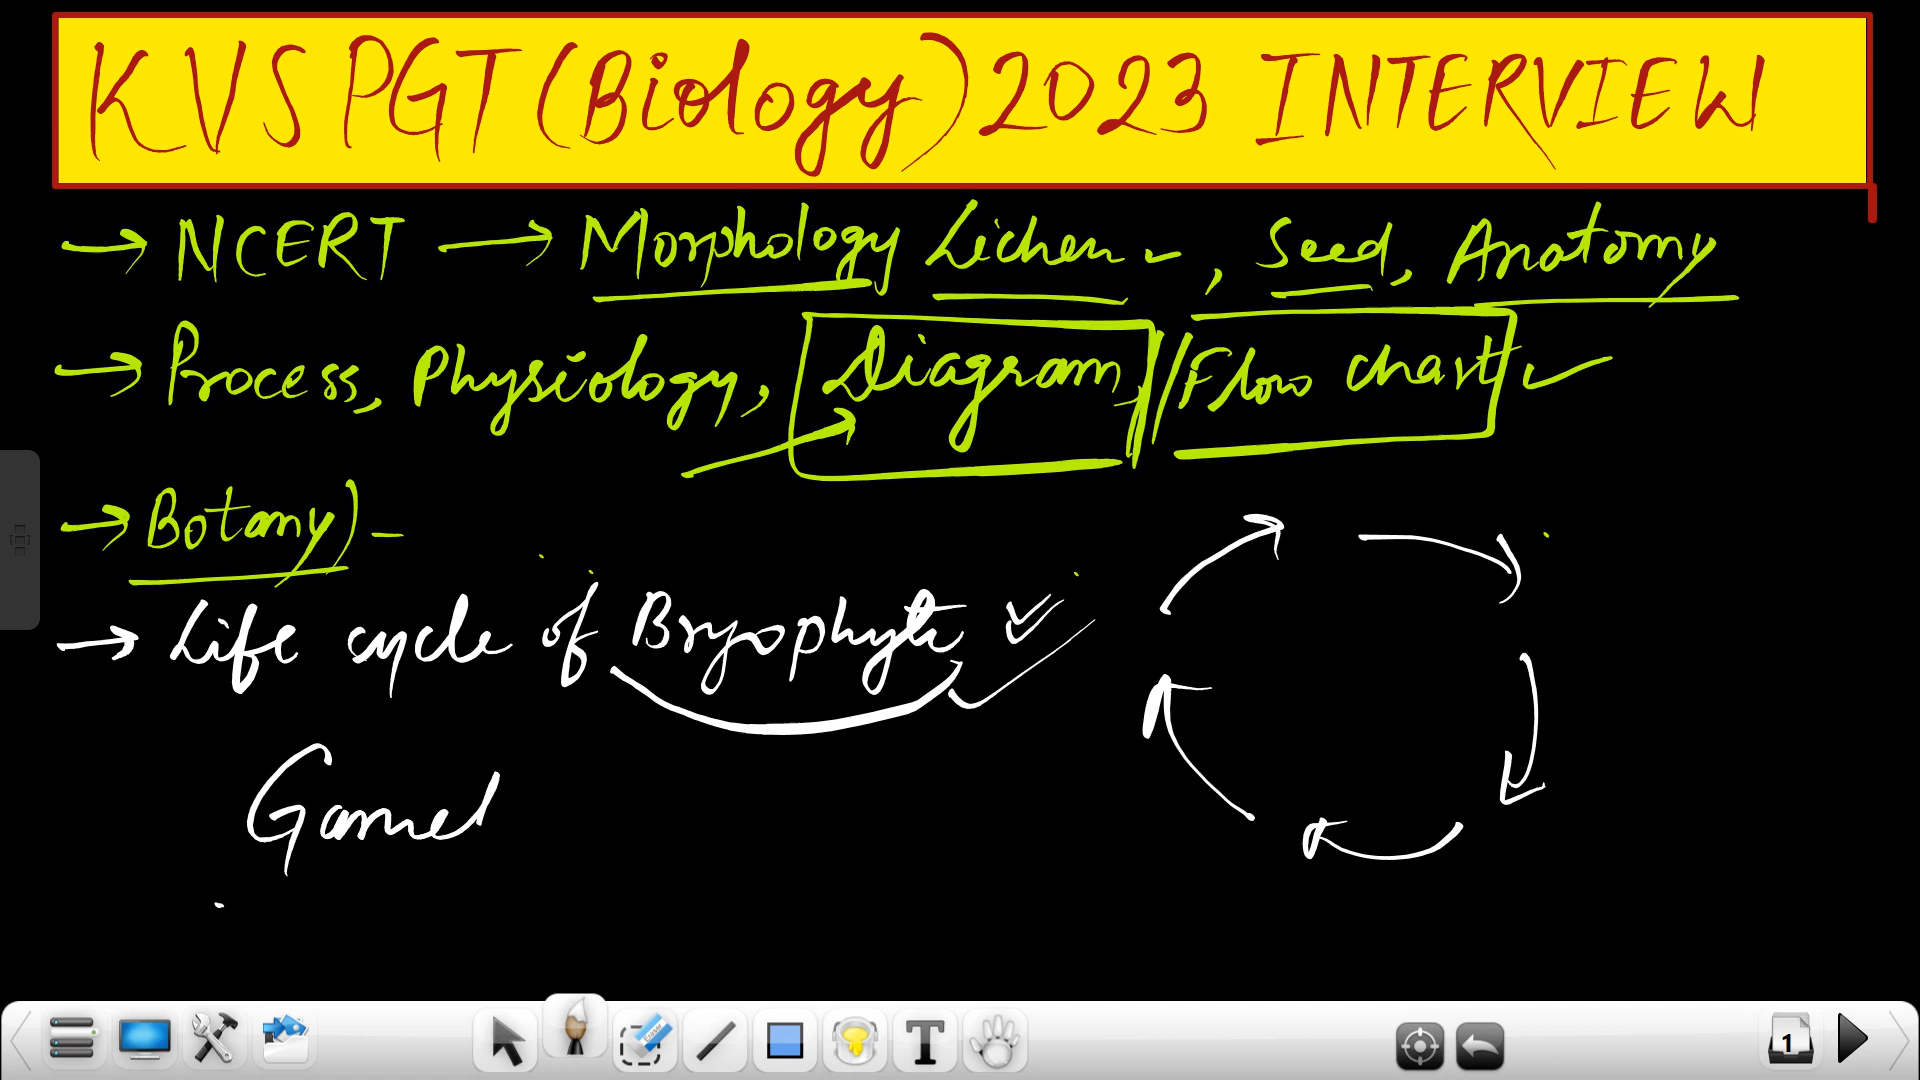 KVS PGT (Biology) 2023 INTERVIEW
→ NCERT → Morphology Lichen ✓, Seed, Anatomy
→ Process, Physiology, Diagram, // Flow chart ✓
→ Botany) -
→ Life cycle of Bryophyte ✓✓
Gamet
1